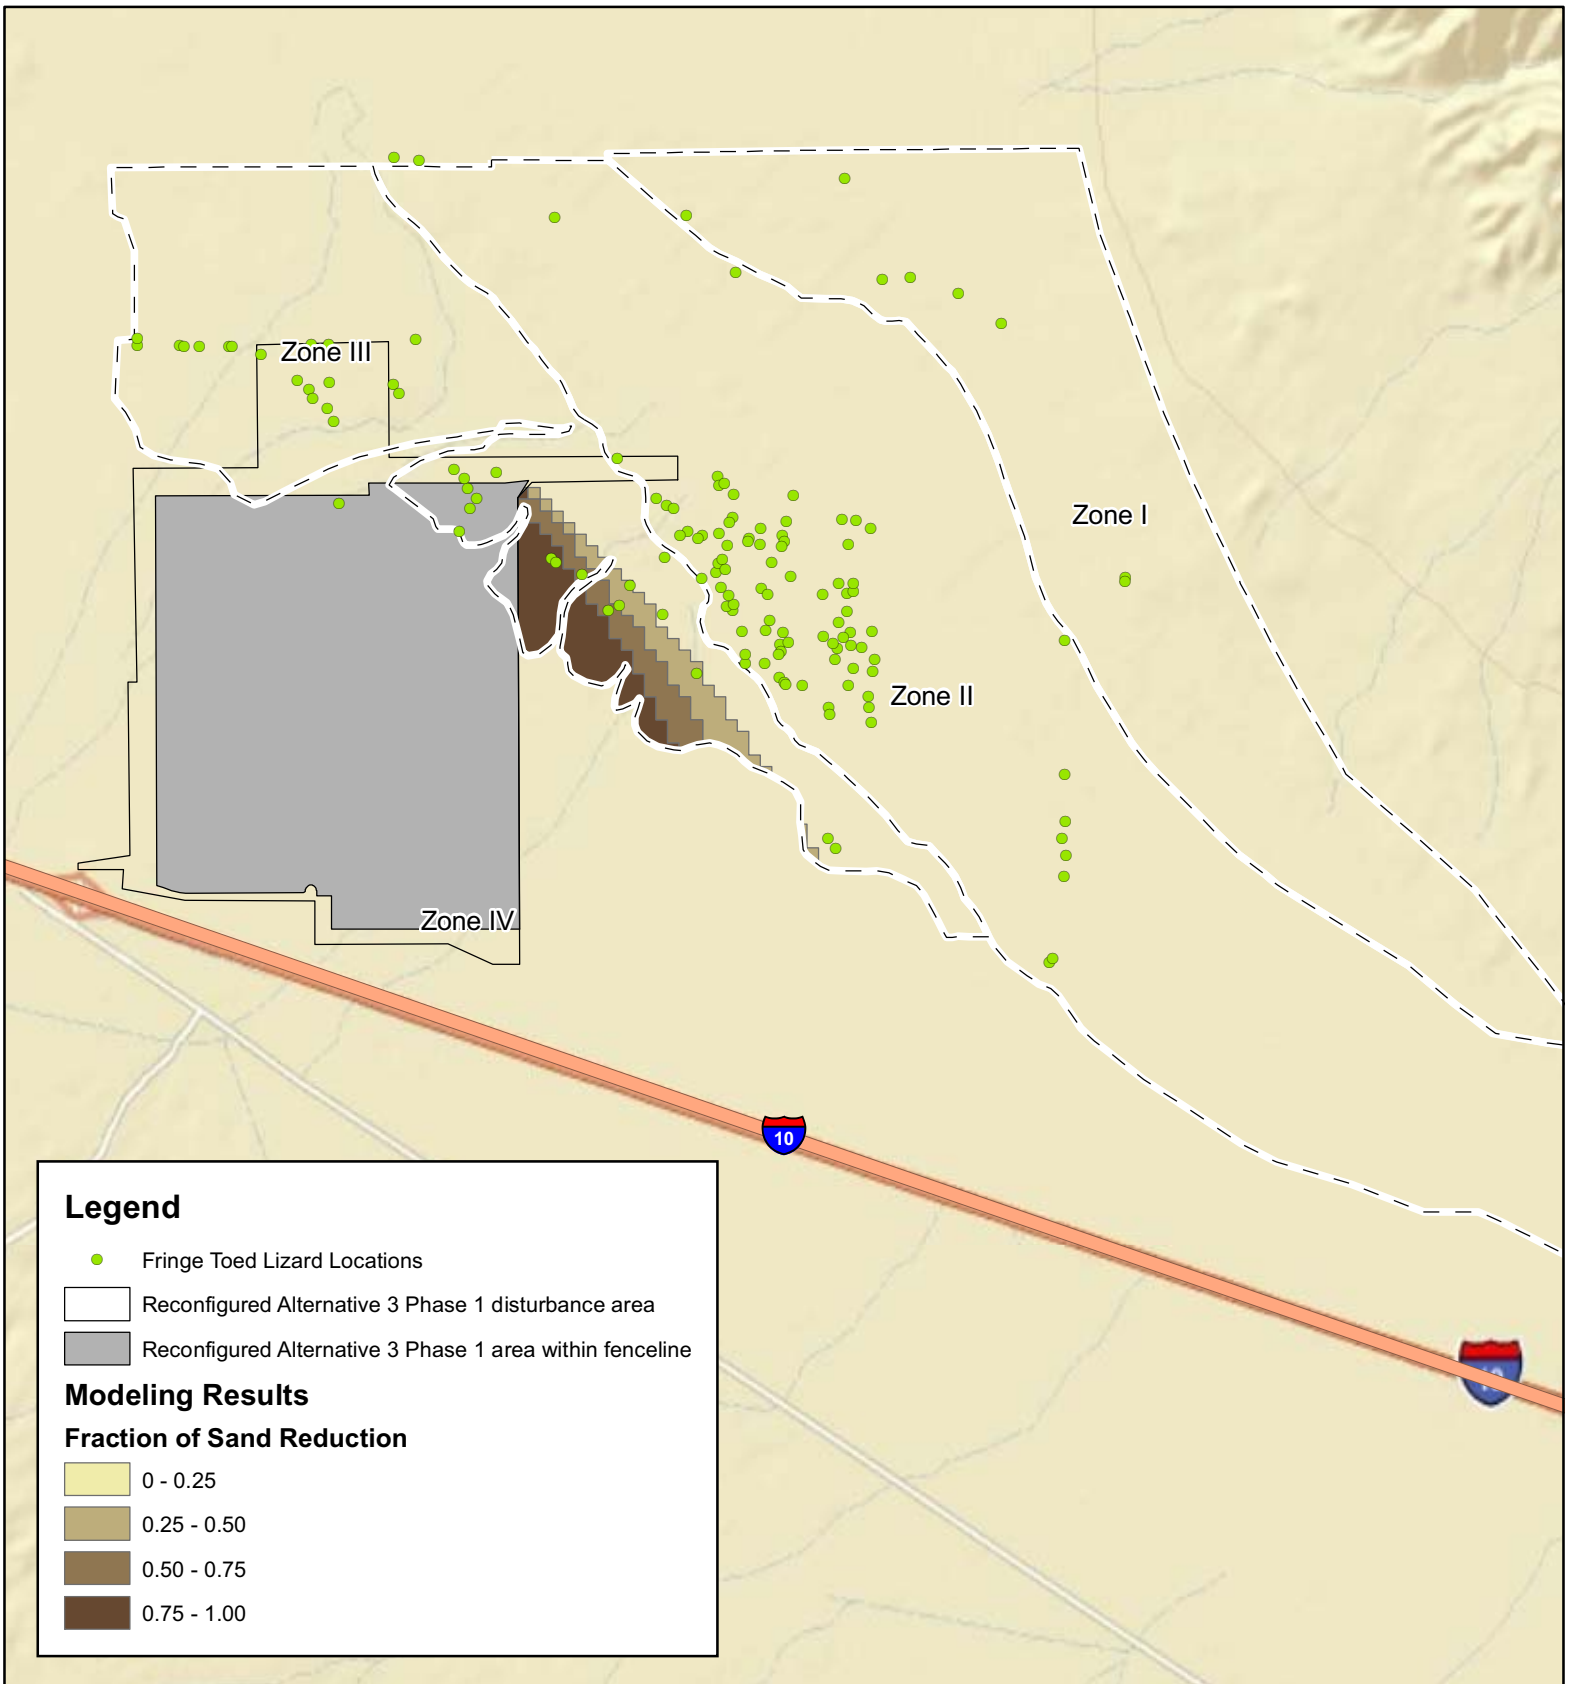 Zone III
Zone I
Zone II
Zone IV
10
Legend
Fringe Toed Lizard Locations
Reconfigured Alternative 3 Phase 1 disturbance area
Reconfigured Alternative 3 Phase 1 area within fenceline
Modeling Results
Fraction of Sand Reduction
0 - 0.25
0.25 - 0.50
0.50 - 0.75
0.75 - 1.00